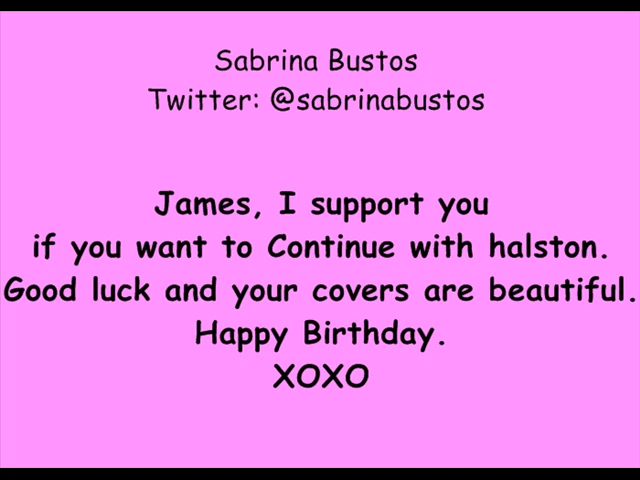 Sabrina Bustos
Twitter: @sabrinabustos
James, I support you
if you want to Continue with halston.
Good luck and your covers are beautiful.
Happy Birthday.
XOXO